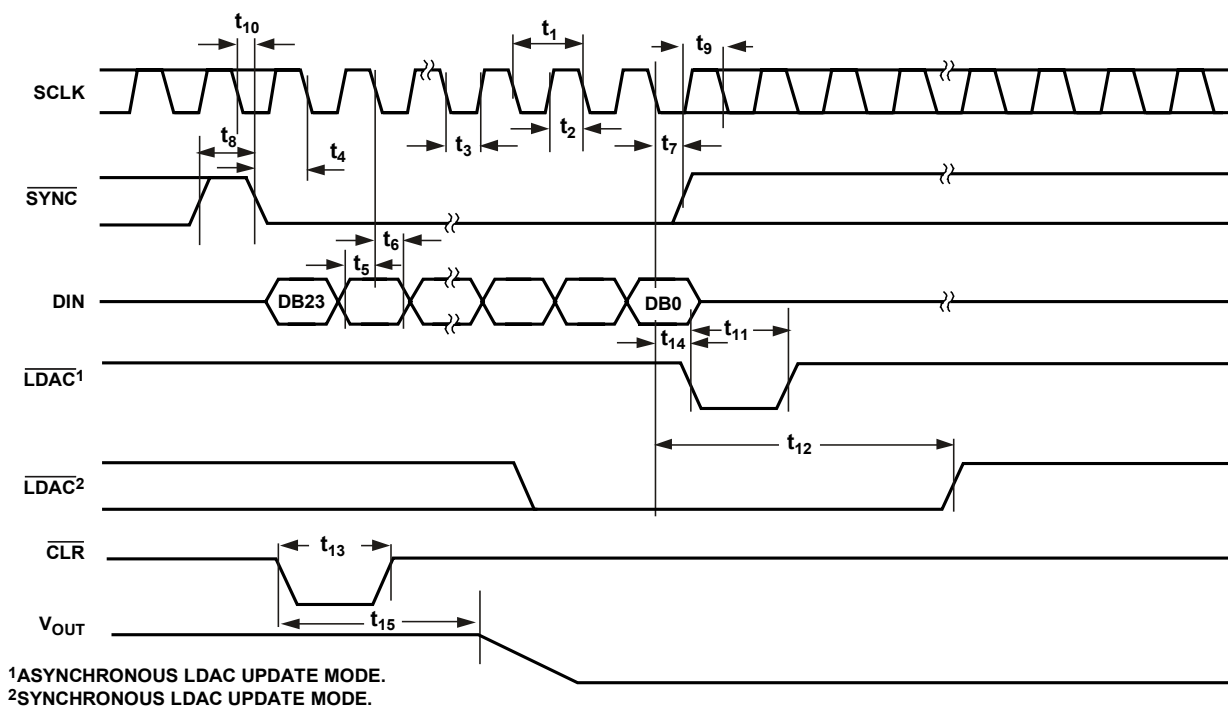 t10
t1
t9
SCLK
t8
t4
t3
t2
t7
SYNC
t6
t5
DIN
DB23
DB0
t14
t11
LDAC1
t12
LDAC2
CLR
t13
t15
VOUT
1ASYNCHRONOUS LDAC UPDATE MODE.
2SYNCHRONOUS LDAC UPDATE MODE.